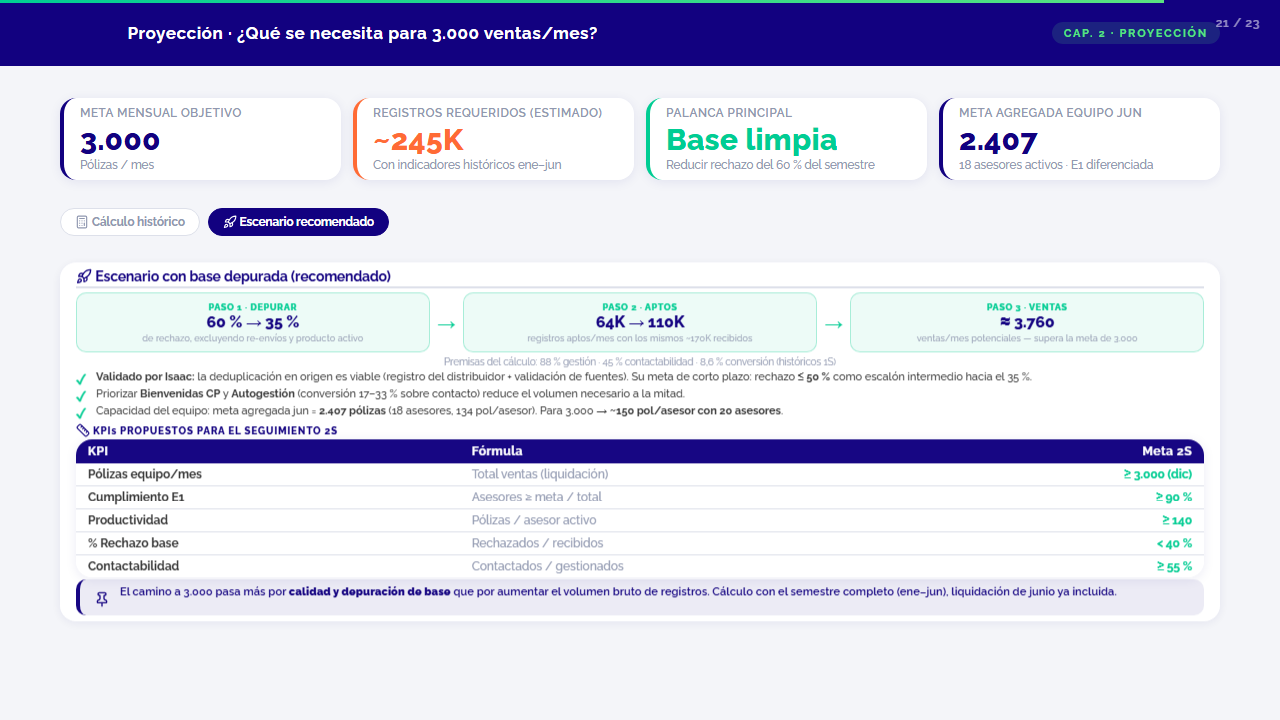 Proyección · ¿Qué se necesita para 3.000 ventas/mes?
CAP. 2 · PROYECCIÓN
21 / 23
META MENSUAL OBJETIVO
3.000
Pólizas / mes
REGISTROS REQUERIDOS (ESTIMADO)
~245K
Con indicadores históricos ene–jun
PALANCA PRINCIPAL
Base limpia
Reducir rechazo del 60 % del semestre
META AGREGADA EQUIPO JUN
2.407
18 asesores activos · E1 diferenciada
Cálculo histórico
Escenario recomendado
Escenario con base depurada (recomendado)
PASO 1 · DEPURAR
60 % → 35 %
de rechazo, excluyendo re-envíos y producto activo
→
PASO 2 · APTOS
64K → 110K
registros aptos/mes con los mismos ~170K recibidos
→
PASO 3 · VENTAS
≈ 3.760
ventas/mes potenciales — supera la meta de 3.000
Premisas del cálculo: 88 % gestión · 45 % contactabilidad · 8,6 % conversión (históricos 1S)
Validado por Isaac: la deduplicación en origen es viable (registro del distribuidor + validación de fuentes). Su meta de corto plazo: rechazo ≤ 50 % como escalón intermedio hacia el 35 %.
Priorizar Bienvenidas CP y Autogestión (conversión 17–33 % sobre contacto) reduce el volumen necesario a la mitad.
Capacidad del equipo: meta agregada jun = 2.407 pólizas (18 asesores, 134 pol/asesor). Para 3.000 → ~150 pol/asesor con 20 asesores.
KPIs PROPUESTOS PARA EL SEGUIMIENTO 2S
KPI Fórmula Meta 2S
Pólizas equipo/mes Total ventas (liquidación) ≥ 3.000 (dic)
Cumplimiento E1 Asesores ≥ meta / total ≥ 90 %
Productividad Pólizas / asesor activo ≥ 140
% Rechazo base Rechazados / recibidos < 40 %
Contactabilidad Contactados / gestionados ≥ 55 %
El camino a 3.000 pasa más por calidad y depuración de base que por aumentar el volumen bruto de registros. Cálculo con el semestre completo (ene–jun), liquidación de junio ya incluida.